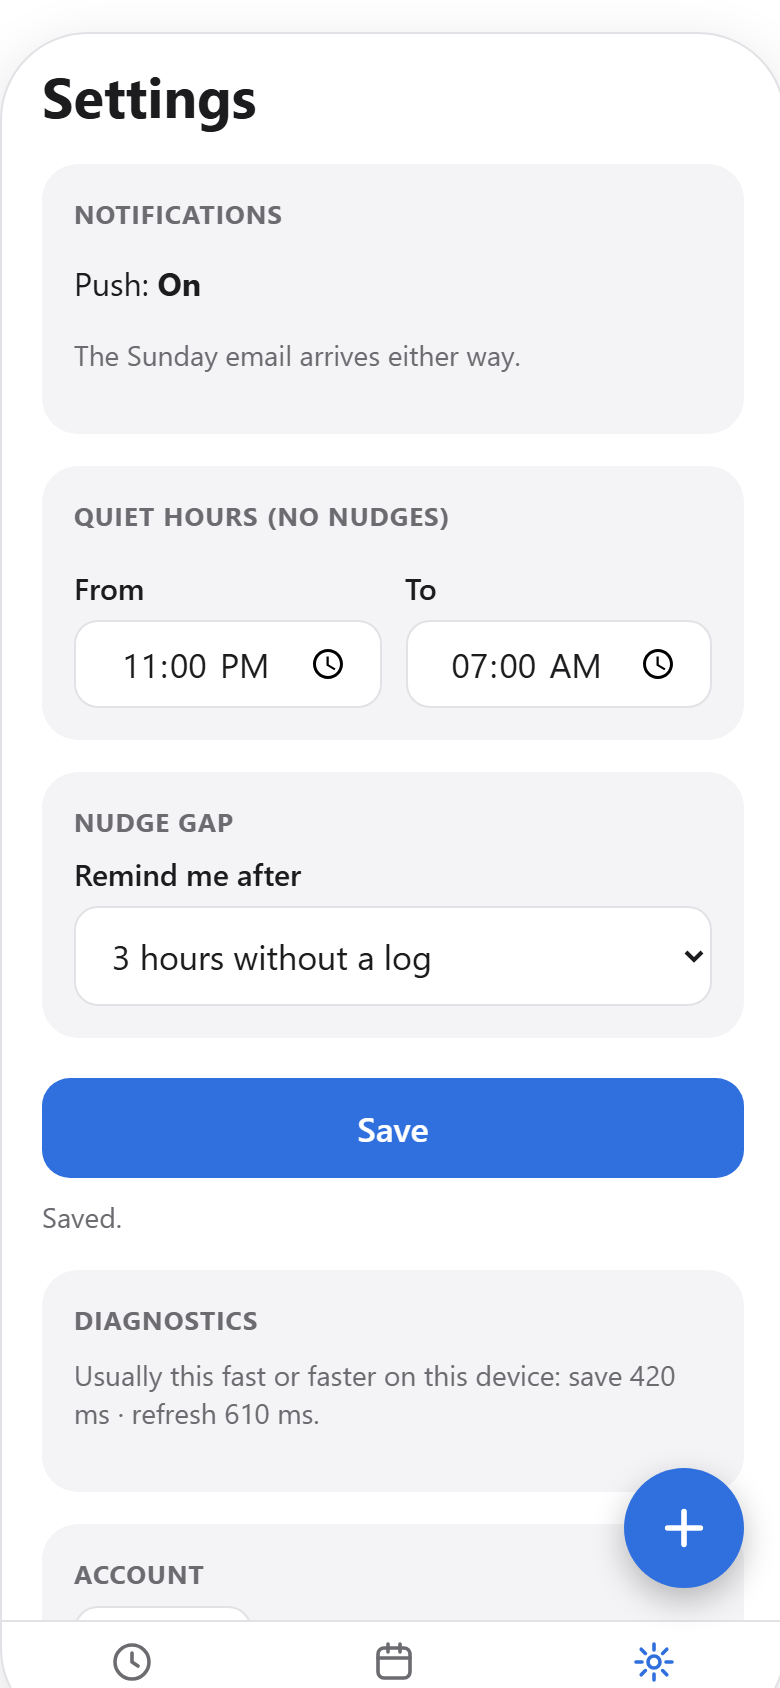 Settings
NOTIFICATIONS
Push: On
The Sunday email arrives either way.
QUIET HOURS (NO NUDGES)
From To
11:00 PM 07:00 AM
NUDGE GAP
Remind me after
3 hours without a log
Save
Saved.
DIAGNOSTICS
Usually this fast or faster on this device: save 420
ms · refresh 610 ms.
ACCOUNT